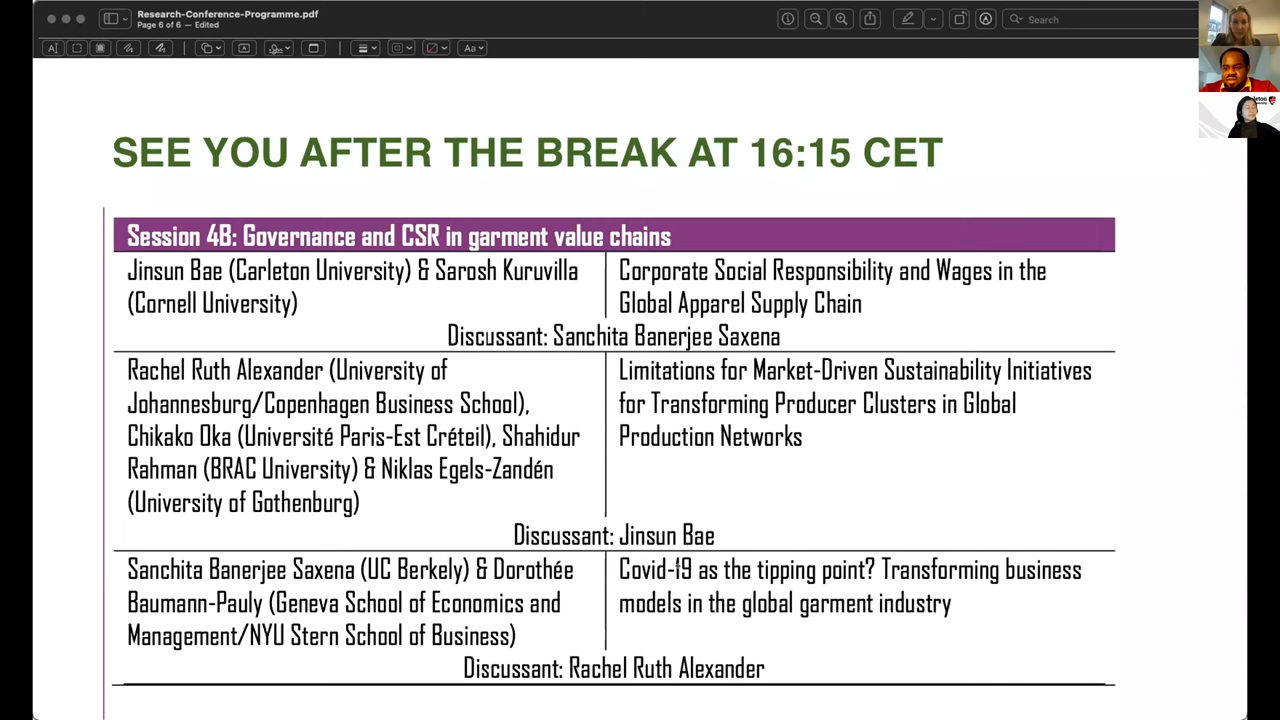 Research-Conference-Programme.pdf
Page 6 of 6 — Edited
Search
SEE YOU AFTER THE BREAK AT 16:15 CET
Session 4B: Governance and CSR in garment value chains
Jinsun Bae (Carleton University) & Sarosh Kuruvilla
(Cornell University)
Corporate Social Responsibility and Wages in the
Global Apparel Supply Chain
Discussant: Sanchita Banerjee Saxena
Rachel Ruth Alexander (University of
Johannesburg/Copenhagen Business School),
Chikako Oka (Université Paris-Est Créteil), Shahidur
Rahman (BRAC University) & Niklas Egels-Zandén
(University of Gothenburg)
Limitations for Market-Driven Sustainability Initiatives
for Transforming Producer Clusters in Global
Production Networks
Discussant: Jinsun Bae
Sanchita Banerjee Saxena (UC Berkely) & Dorothée
Baumann-Pauly (Geneva School of Economics and
Management/NYU Stern School of Business)
Covid-19 as the tipping point? Transforming business
models in the global garment industry
Discussant: Rachel Ruth Alexander